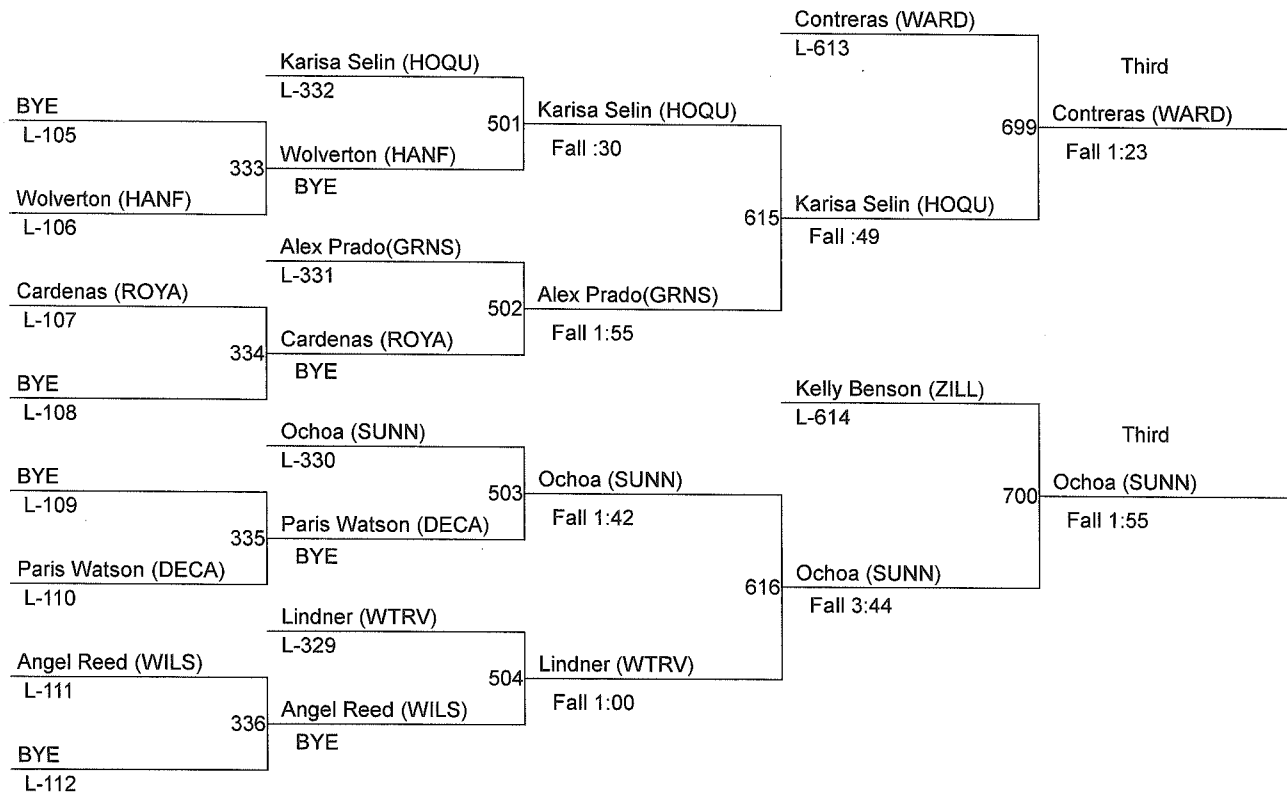 Contreras (WARD)
L-613
Karisa Selin (HOQU)
L-332
Third
BYE
L-105
501
Karisa Selin (HOQU)
Fall :30
699
Contreras (WARD)
Fall 1:23
333
Wolverton (HANF)
BYE
Wolverton (HANF)
L-106
615
Karisa Selin (HOQU)
Fall :49
Alex Prado(GRNS)
L-331
Cardenas (ROYA)
L-107
502
Alex Prado(GRNS)
Fall 1:55
334
Cardenas (ROYA)
BYE
BYE
L-108
Kelly Benson (ZILL)
L-614
Ochoa (SUNN)
L-330
Third
BYE
L-109
503
Ochoa (SUNN)
Fall 1:42
700
Ochoa (SUNN)
Fall 1:55
335
Paris Watson (DECA)
BYE
Paris Watson (DECA)
L-110
616
Ochoa (SUNN)
Fall 3:44
Lindner (WTRV)
L-329
Angel Reed (WILS)
L-111
504
Lindner (WTRV)
Fall 1:00
336
Angel Reed (WILS)
BYE
BYE
L-112